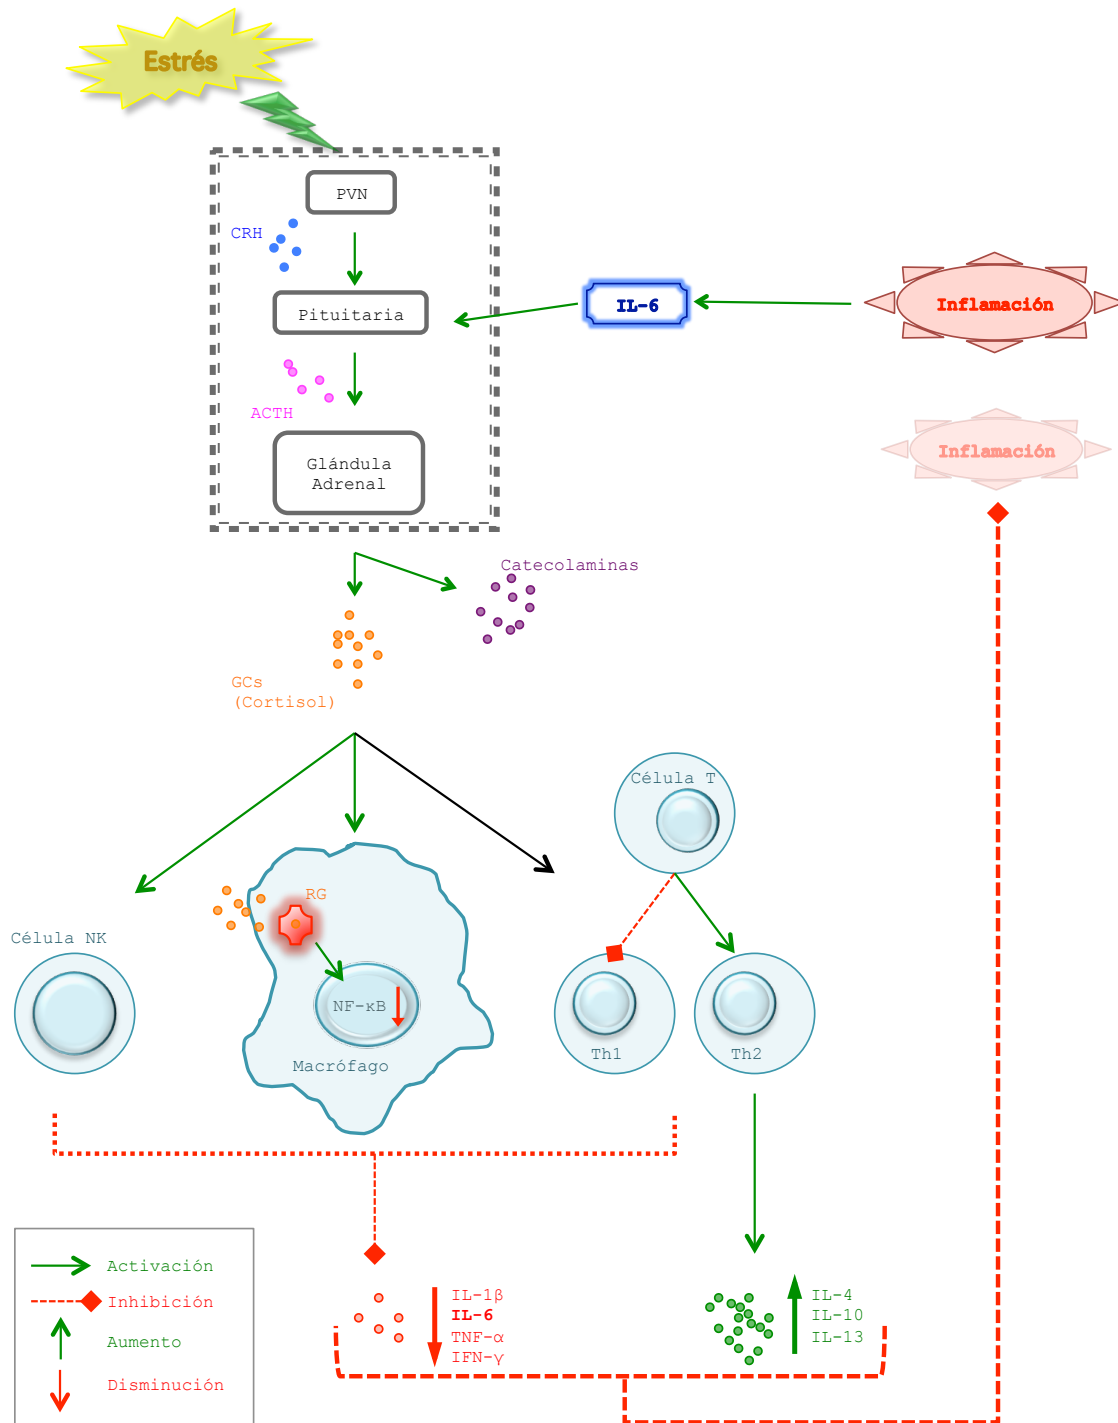 Estrés
PVN
CRH
Pituitaria
IL-6
Inflamación
ACTH
Inflamación
Glándula
Adrenal
Catecolaminas
GCs
(Cortisol)
Célula T
RG
Célula NK
NF-κB
Macrófago
Th1
Th2
Activación
Inhibición
Aumento
Disminución
IL-1β
IL-6
TNF-α
IFN-γ
IL-4
IL-10
IL-13